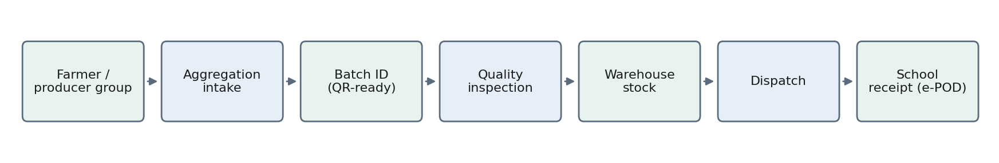 Farmer /
producer group
Aggregation
intake
Batch ID
(QR-ready)
Quality
inspection
Warehouse
stock
Dispatch
School
receipt (e-POD)